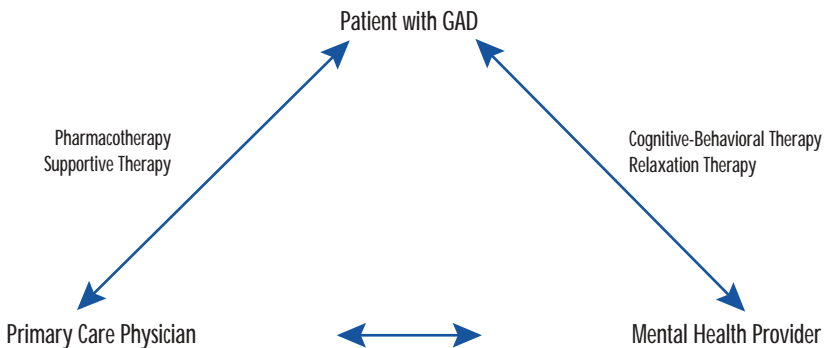 Patient with GAD
Pharmacotherapy
Supportive Therapy
Cognitive-Behavioral Therapy
Relaxation Therapy
Primary Care Physician
Mental Health Provider